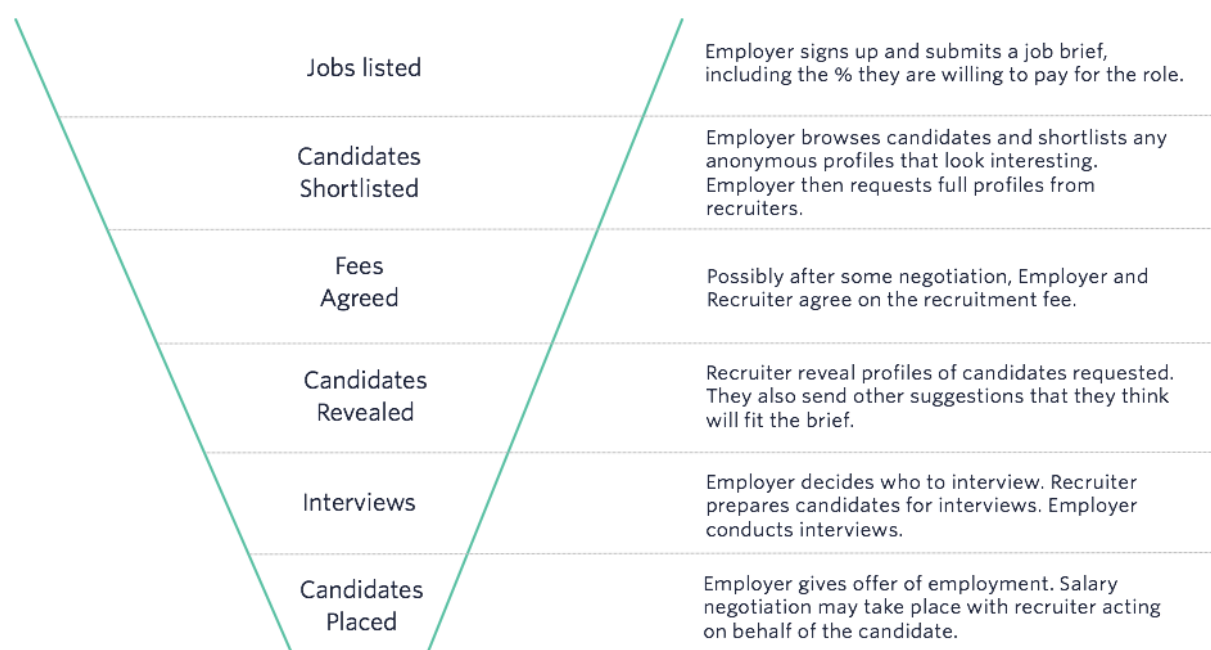 Jobs listed
Employer signs up and submits a job brief,
including the % they are willing to pay for the role.
Candidates
Shortlisted
Employer browses candidates and shortlists any
anonymous profiles that look interesting.
Employer then requests full profiles from
recruiters.
Fees
Agreed
Possibly after some negotiation, Employer and
Recruiter agree on the recruitment fee.
Candidates
Revealed
Recruiter reveal profiles of candidates requested.
They also send other suggestions that they think
will fit the brief.
Interviews
Employer decides who to interview. Recruiter
prepares candidates for interviews. Employer
conducts interviews.
Candidates
Placed
Employer gives offer of employment. Salary
negotiation may take place with recruiter acting
on behalf of the candidate.